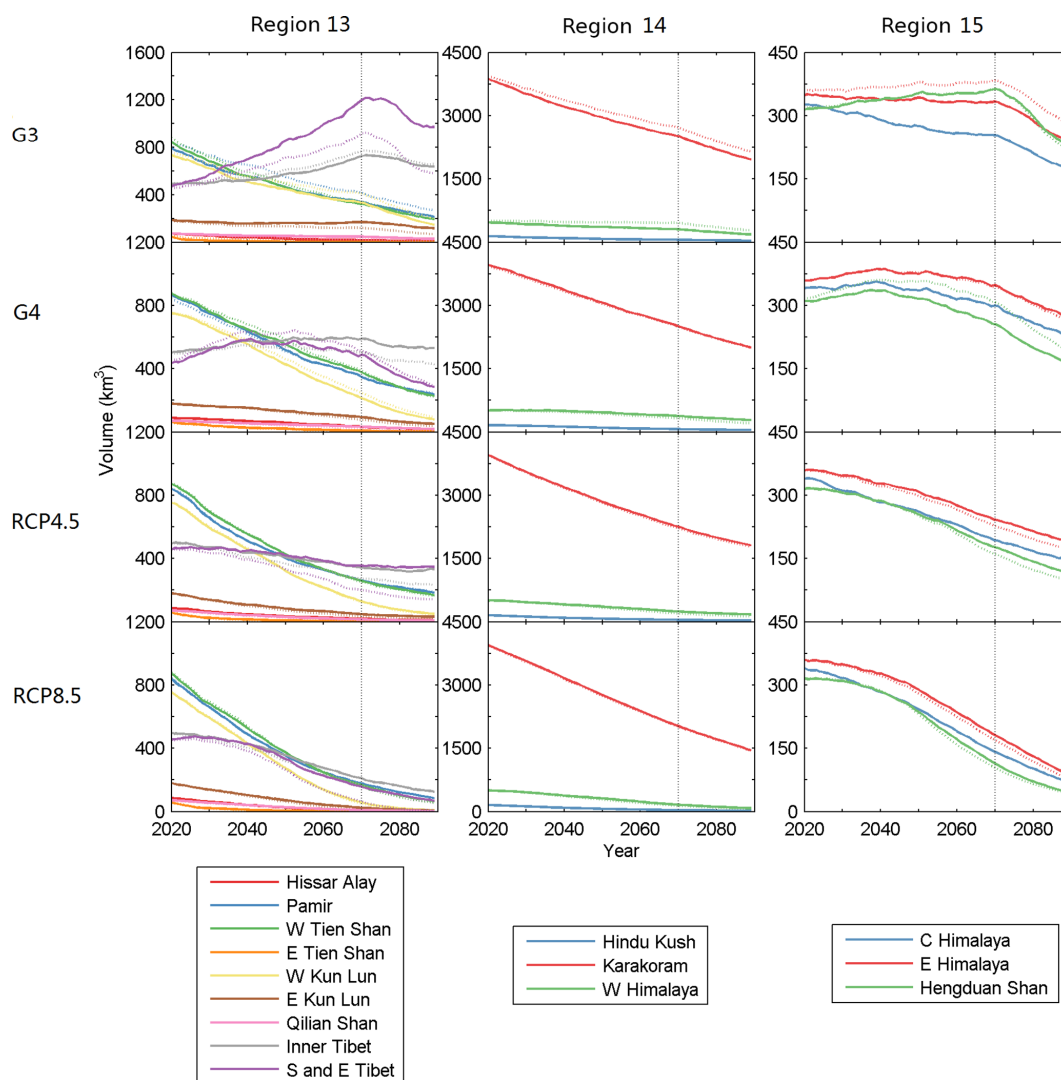 Region 13 Region 14 Region 15
G3
1600 4500 450
1200 3000 300
800
400 1500 150
G4
1200 4500 450
800 3000 300
400 1500 150
Volume (km³)
RCP4.5
1200 4500 450
800 3000 300
400 1500 150
RCP8.5
1200 4500 450
800 3000 300
400 1500 150
0 0 0
2020 2040 2060 2080 2020 2040 2060 2080 2020 2040 2060 2080
Year
Hissar Alay
Pamir
W Tien Shan
E Tien Shan
W Kun Lun
E Kun Lun
Qilian Shan
Inner Tibet
S and E Tibet
Hindu Kush
Karakoram
W Himalaya
C Himalaya
E Himalaya
Hengduan Shan